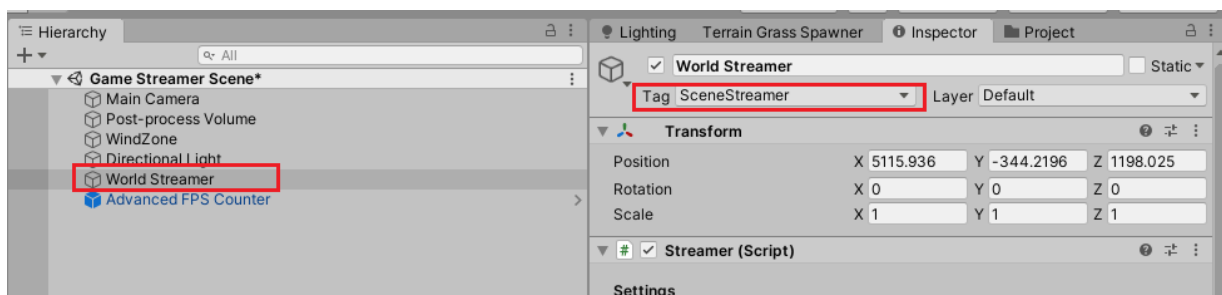 Hierarchy
All
Game Streamer Scene*
Main Camera
Post-process Volume
WindZone
Directional Light
World Streamer
Advanced FPS Counter
Lighting Terrain Grass Spawner Inspector Project
World Streamer Static
Tag SceneStreamer Layer Default
Transform
Position X 5115.936 Y -344.2196 Z 1198.025
Rotation X 0 Y 0 Z 0
Scale X 1 Y 1 Z 1
# Streamer (Script)
Settings